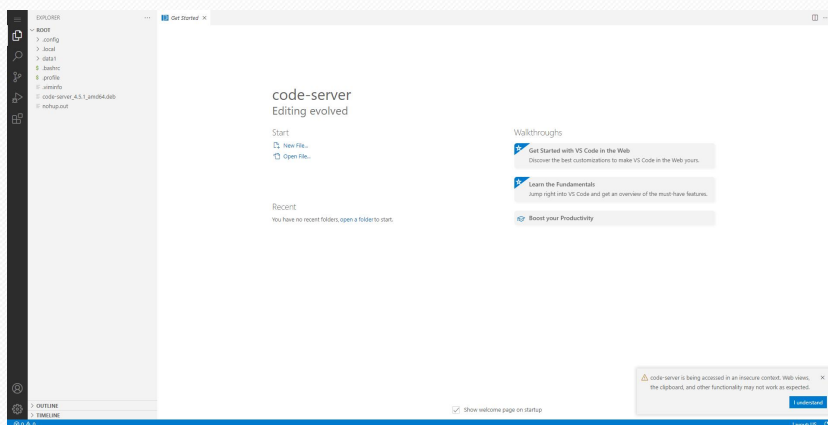 EXPLORER
Get Started
ROOT
.config
.local
data1
.bashrc
.profile
.viminfo
code-server_4.5.1_amd64.deb
nohup.out
code-server
Editing evolved
Start
New File...
Open File...
Recent
You have no recent folders, open a folder to start.
Walkthroughs
Get Started with VS Code in the Web
Discover the best customizations to make VS Code in the Web yours.
Learn the Fundamentals
Jump right into VS Code and get an overview of the must-have features.
Boost your Productivity
code-server is being accessed in an insecure context. Web views,
the clipboard, and other functionality may not work as expected.
I understand
Show welcome page on startup
OUTLINE
TIMELINE
0 0